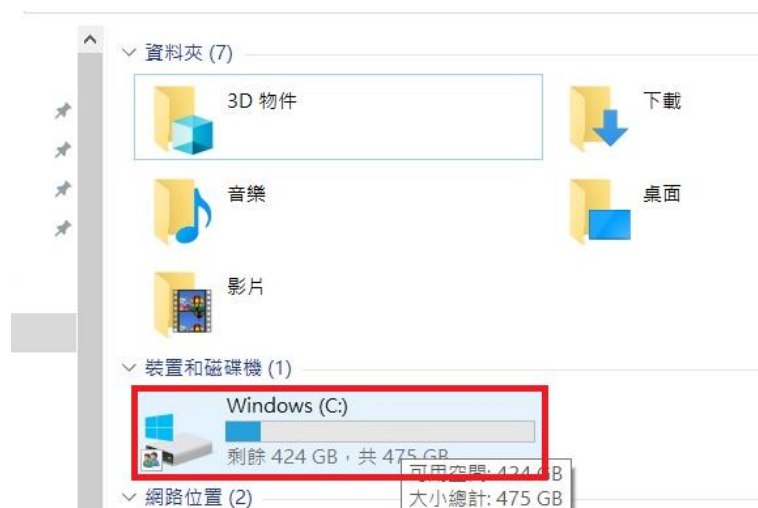 資料夾 (7)
3D 物件
下載
音樂
桌面
影片
裝置和磁碟機 (1)
Windows (C:)
剩餘 424 GB，共 475 GB
可用空間: 424 GB
網路位置 (2)
大小總計: 475 GB